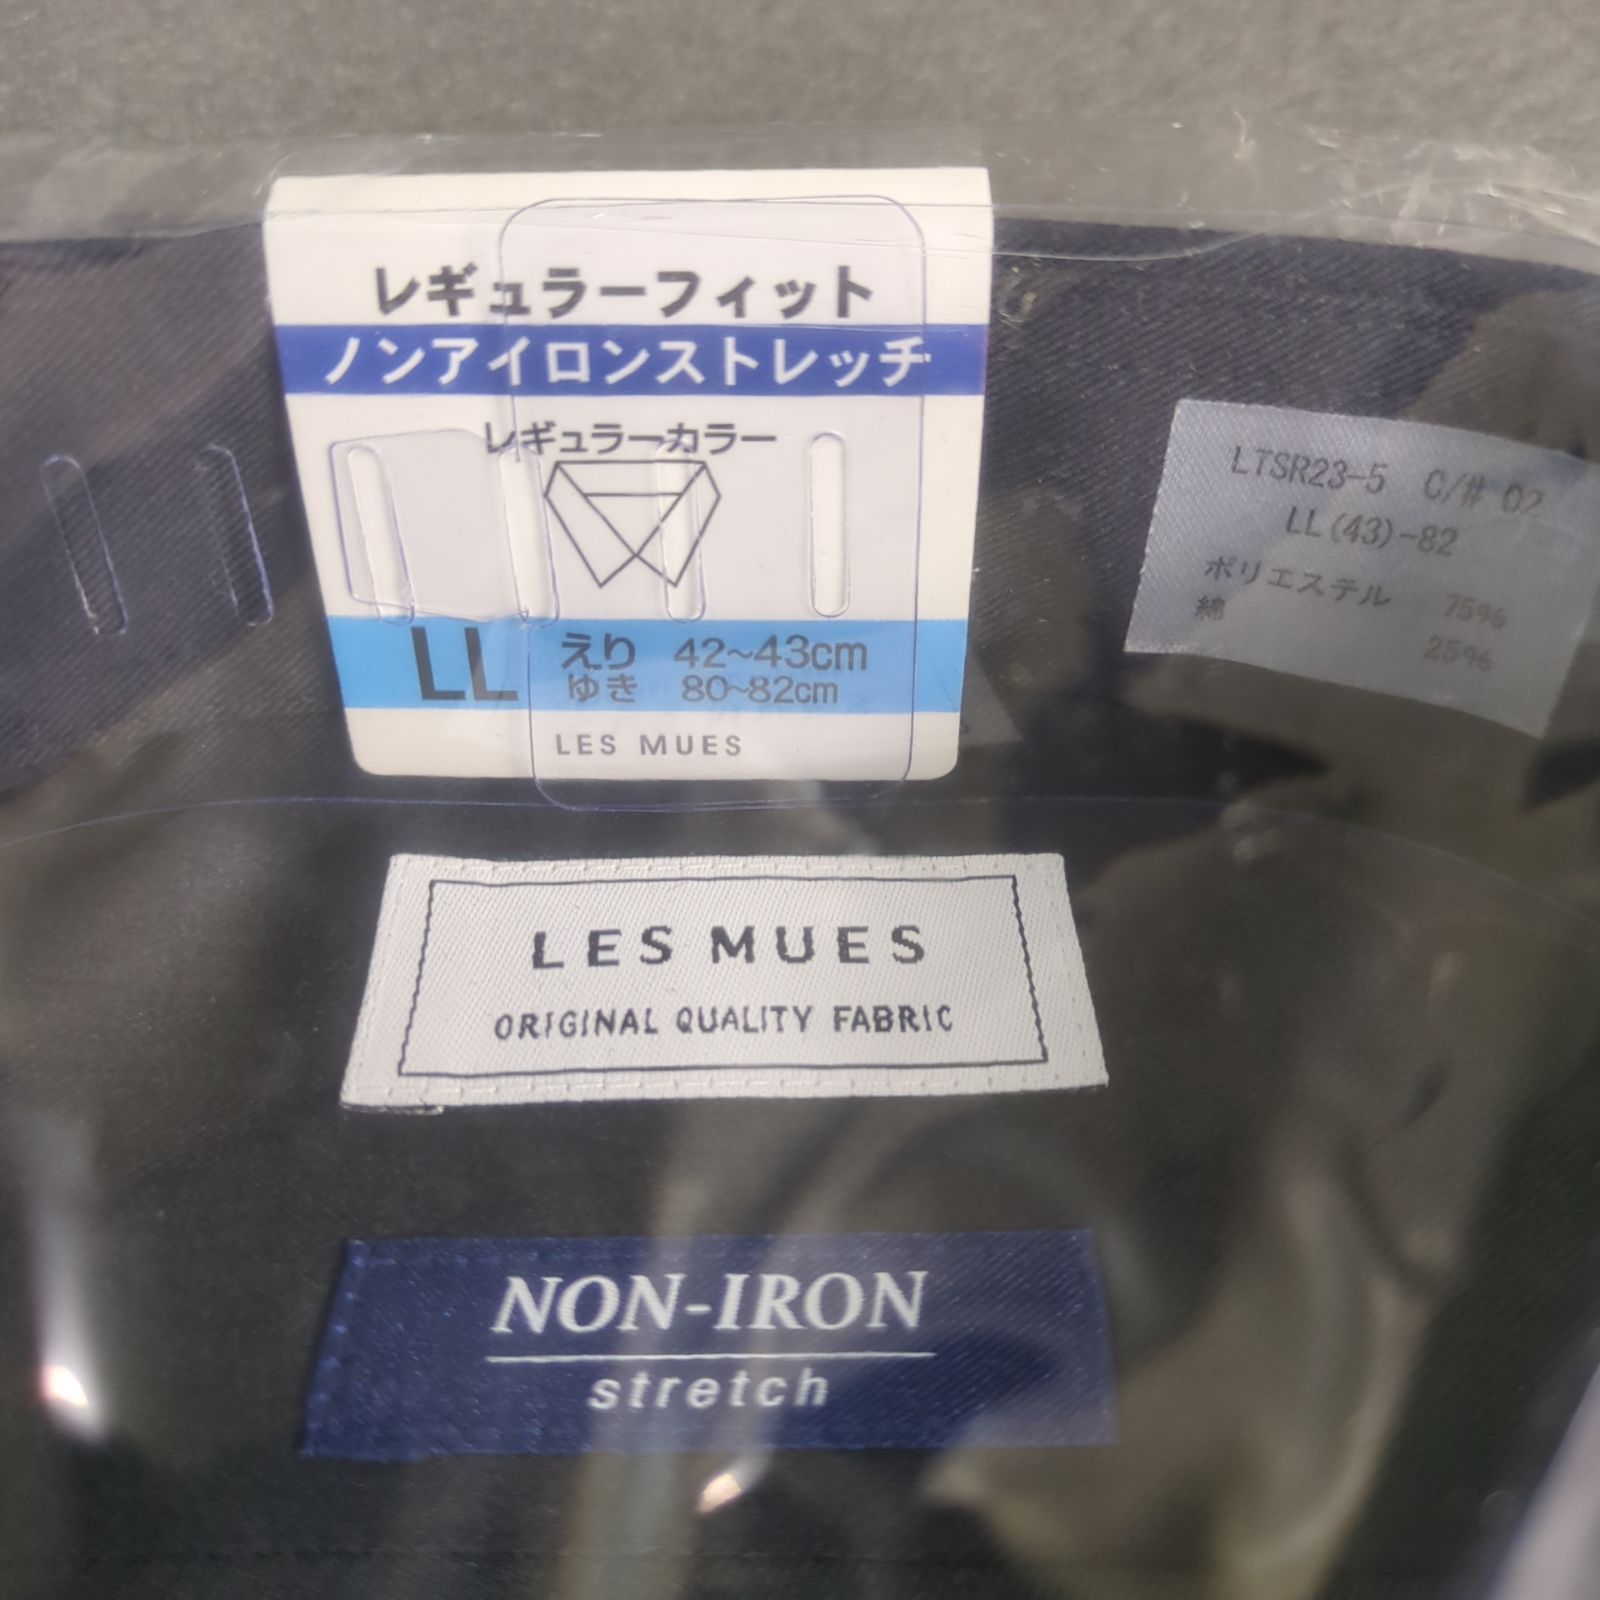 レギュラーフィット
ノンアイロンストレッチ
レギュラーカラー
LL えり 42~43cm
ゆき 80~82cm
LES MUES
LTSR23-5 C/# 02
LL(43)-82
ポリエステル 75%
綿 25%
LES MUES
ORIGINAL QUALITY FABRIC
NON-IRON
stretch